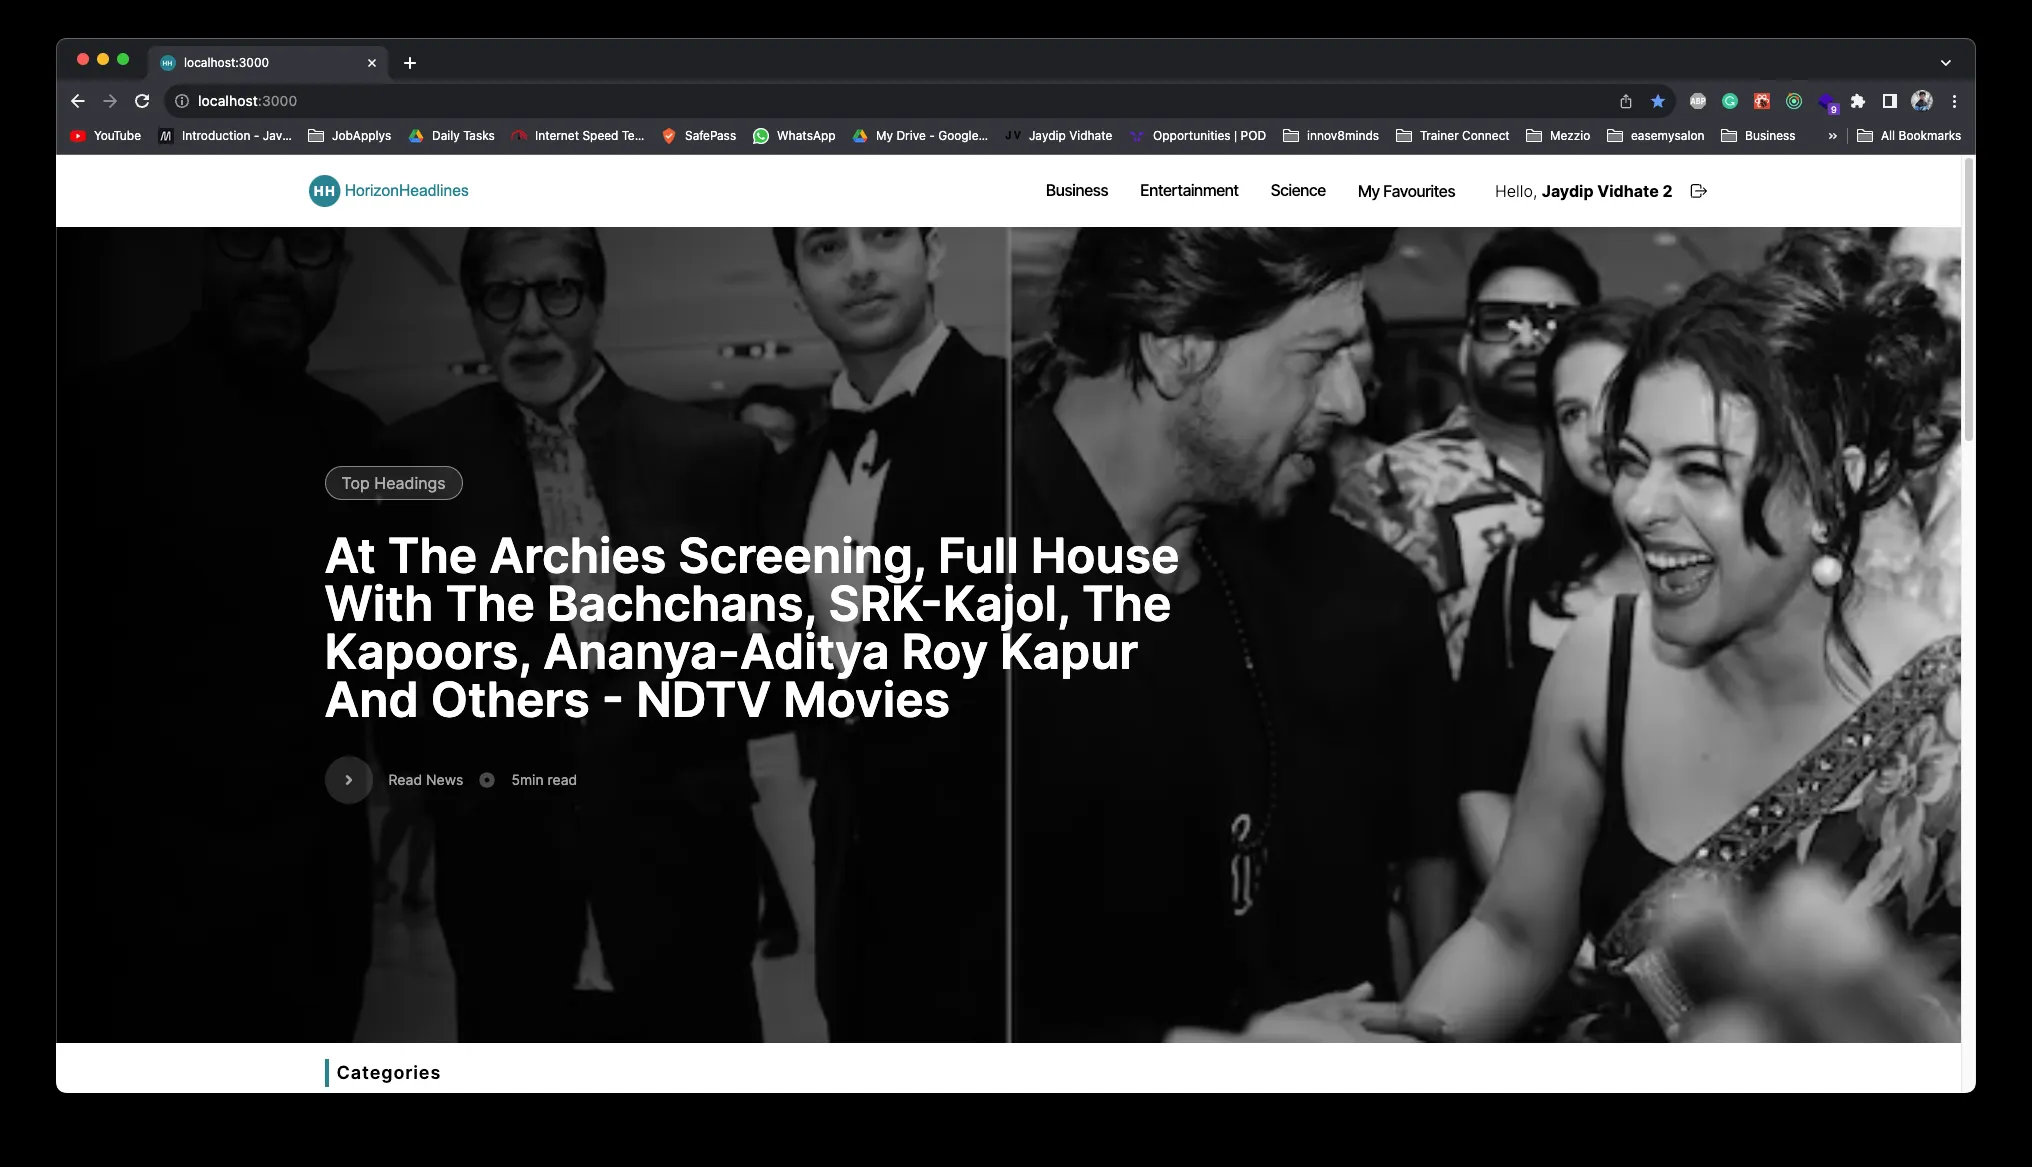 localhost:3000
localhost:3000
ABP
9
YouTube
Introduction - Jav...
JobApplys
Daily Tasks
Internet Speed Te...
SafePass
WhatsApp
My Drive - Google...
JV Jaydip Vidhate
Opportunities | POD
innov8minds
Trainer Connect
Mezzio
easemysalon
Business
»
All Bookmarks
HH HorizonHeadlines
Business
Entertainment
Science
My Favourites
Hello, Jaydip Vidhate 2
Top Headings
At The Archies Screening, Full House
With The Bachchans, SRK-Kajol, The
Kapoors, Ananya-Aditya Roy Kapur
And Others - NDTV Movies
Read News
5min read
Categories